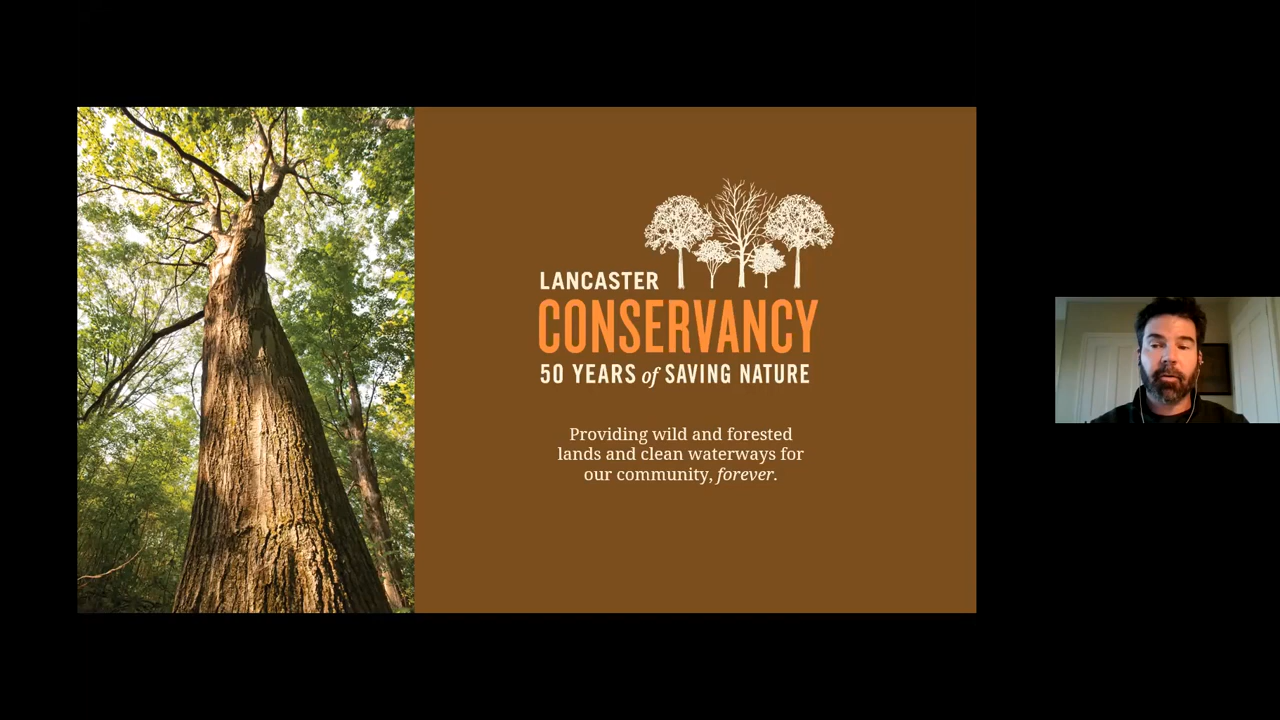 LANCASTER
CONSERVANCY
50 YEARS of SAVING NATURE
Providing wild and forested
lands and clean waterways for
our community, forever.